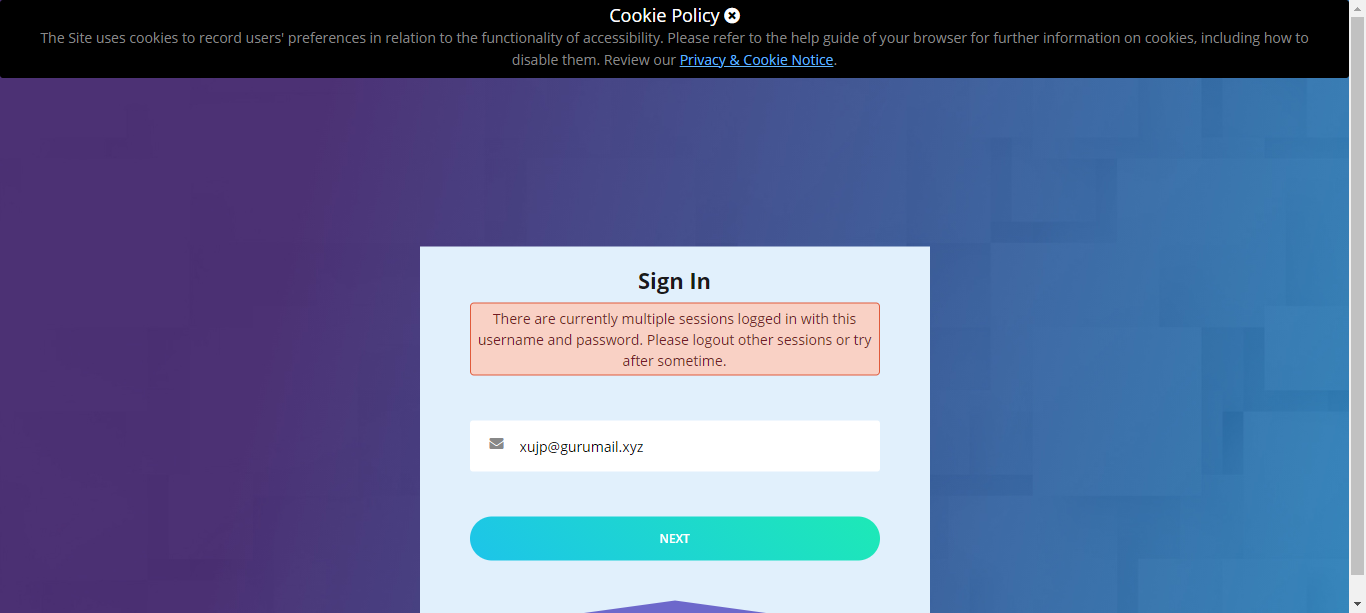 Cookie Policy
The Site uses cookies to record users' preferences in relation to the functionality of accessibility. Please refer to the help guide of your browser for further information on cookies, including how to
disable them. Review our Privacy & Cookie Notice.
Sign In
There are currently multiple sessions logged in with this
username and password. Please logout other sessions or try
after sometime.
xujp@gurumail.xyz
NEXT